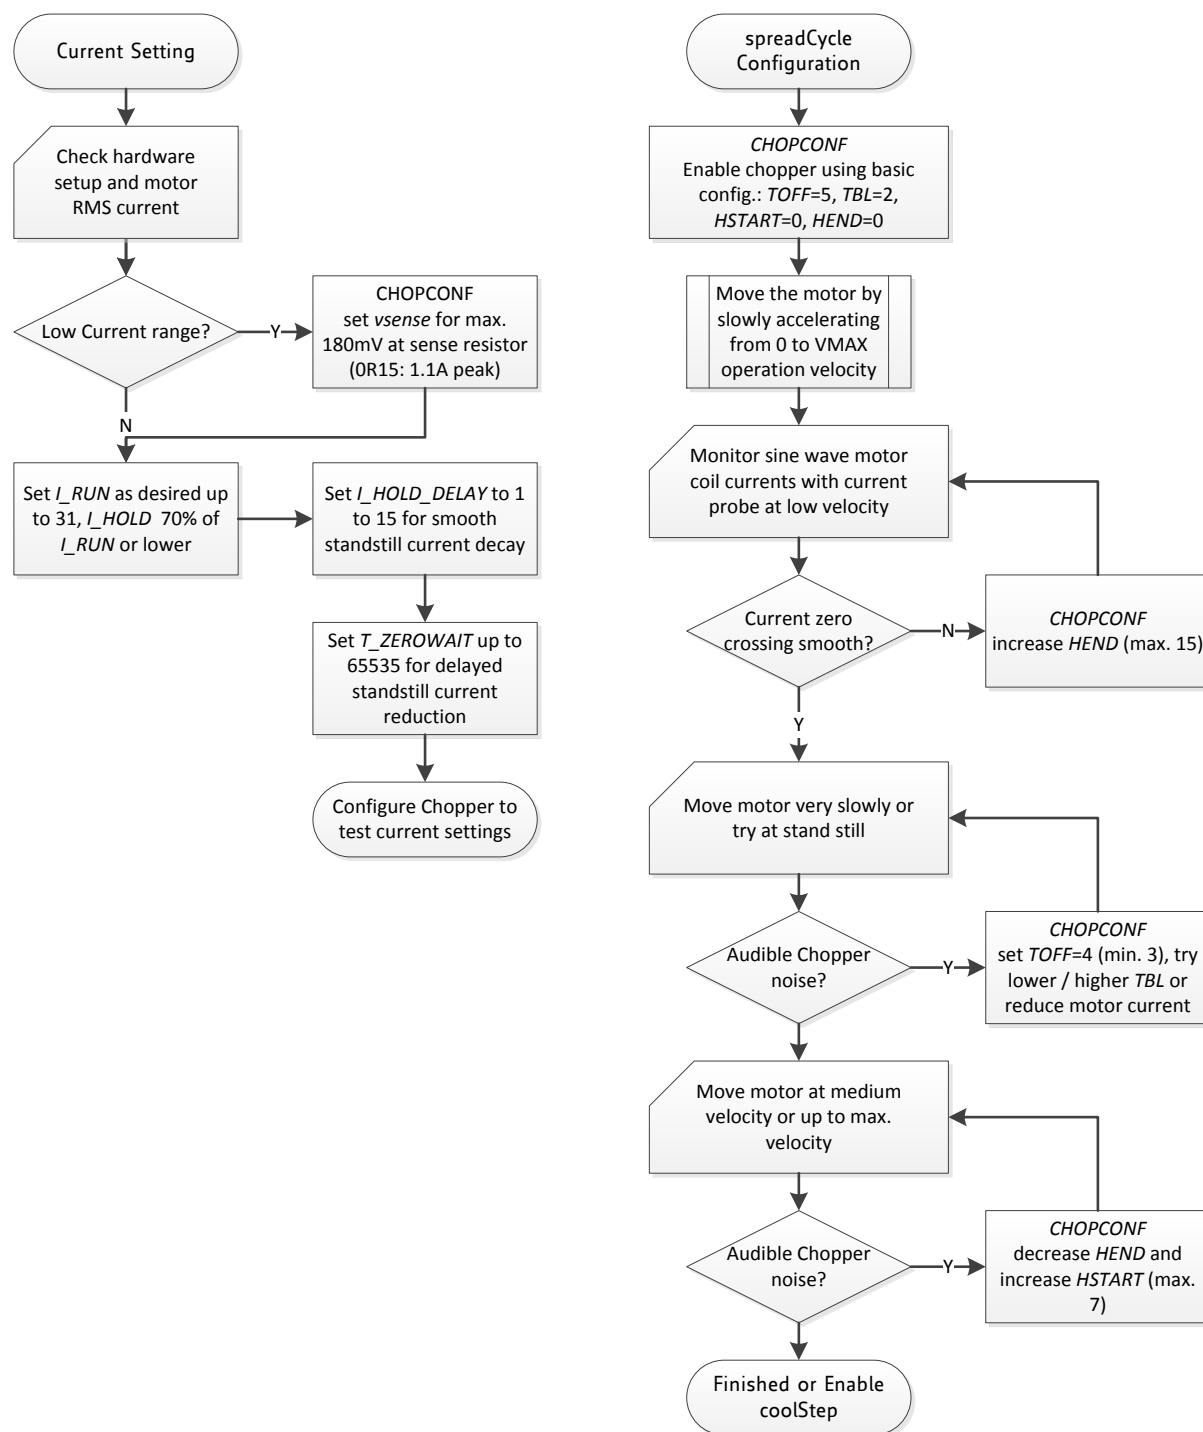 Current Setting
Check hardware
setup and motor
RMS current
Low Current range?
Y
CHOPCONF
set vsense for max.
180mV at sense resistor
(0R15: 1.1A peak)
N
Set I_RUN as desired up
to 31, I_HOLD 70% of
I_RUN or lower
Set I_HOLD_DELAY to 1
to 15 for smooth
standstill current decay
Set T_ZEROWAIT up to
65535 for delayed
standstill current
reduction
Configure Chopper to
test current settings
spreadCycle
Configuration
CHOPCONF
Enable chopper using basic
config.: TOFF=5, TBL=2,
HSTART=0, HEND=0
Move the motor by
slowly accelerating
from 0 to VMAX
operation velocity
Monitor sine wave motor
coil currents with current
probe at low velocity
Current zero
crossing smooth?
N
CHOPCONF
increase HEND (max. 15)
Y
Move motor very slowly or
try at stand still
Audible Chopper
noise?
Y
CHOPCONF
set TOFF=4 (min. 3), try
lower / higher TBL or
reduce motor current
Move motor at medium
velocity or up to max.
velocity
Audible Chopper
noise?
Y
CHOPCONF
decrease HEND and
increase HSTART (max.
7)
Finished or Enable
coolStep